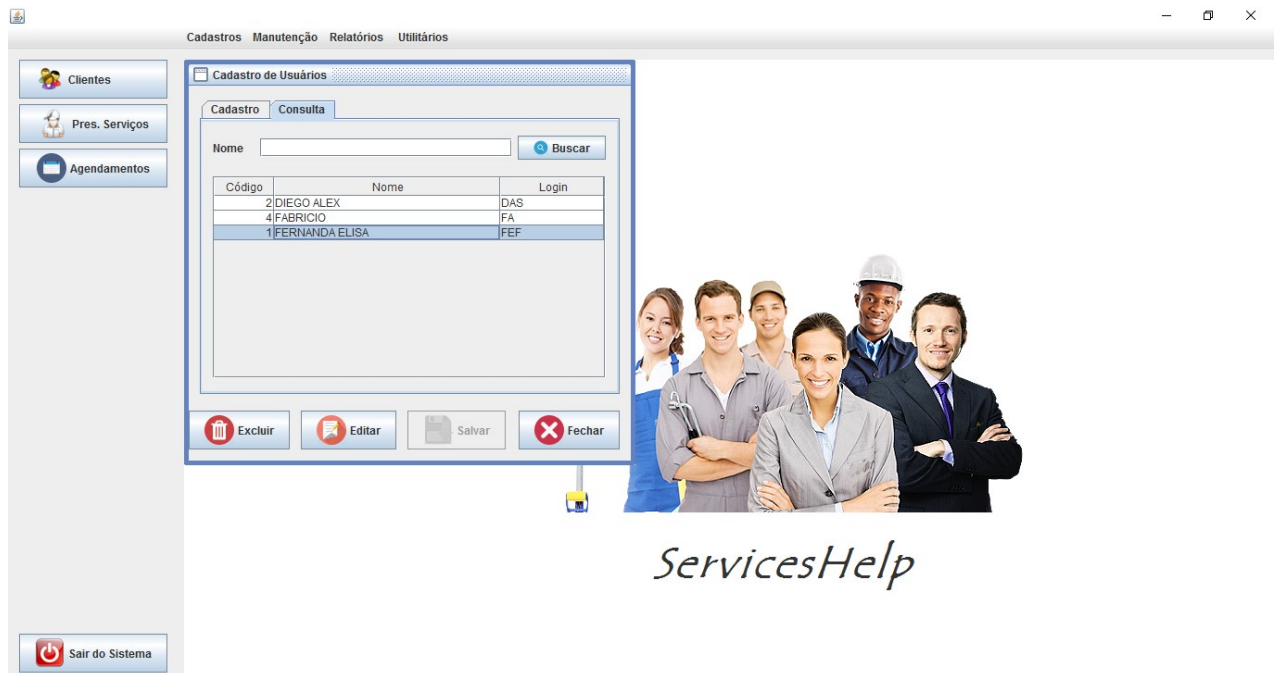 Cadastros Manutenção Relatórios Utilitários
Clientes
Pres. Serviços
Agendamentos
Cadastro de Usuários
Cadastro Consulta
Nome Buscar
Código Nome Login
2 DIEGO ALEX DAS
4 FABRICIO FA
1 FERNANDA ELISA FEF
Excluir Editar Salvar Fechar
ServicesHelp
Sair do Sistema